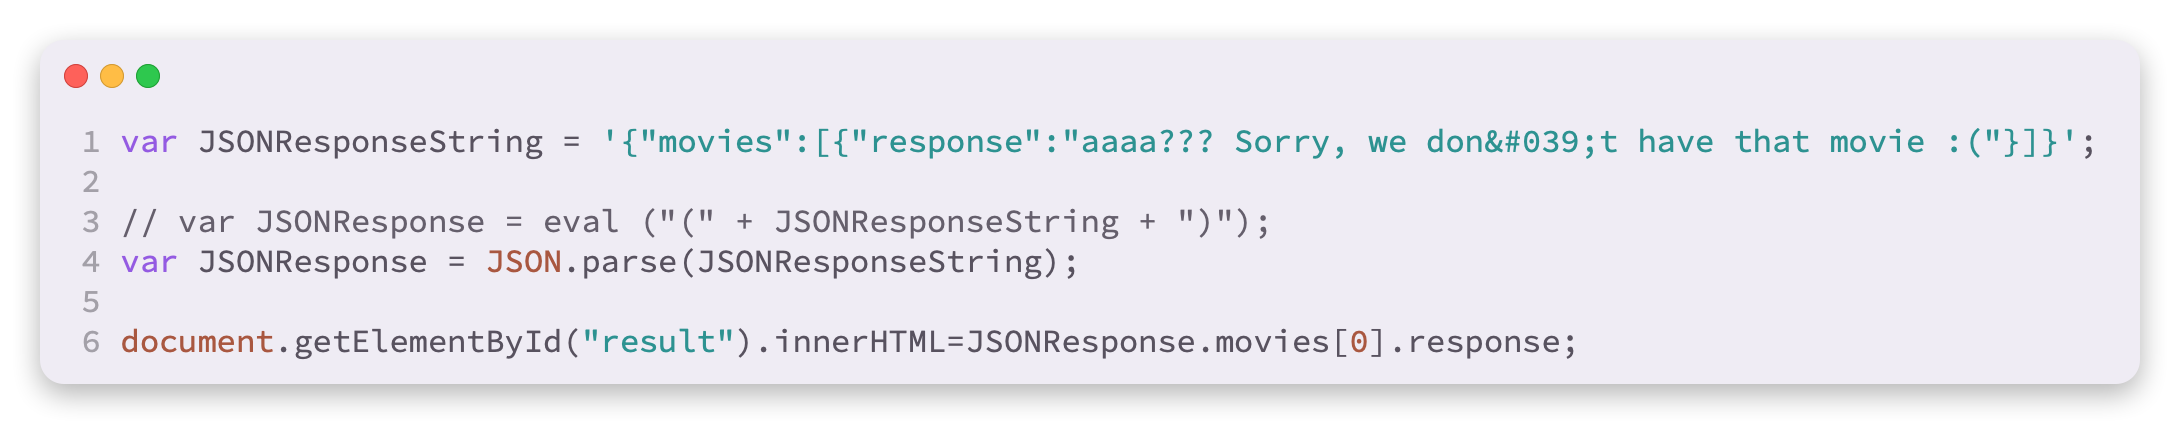 1 var JSONResponseString = '{"movies":[{"response":"aaaa??? Sorry, we don&#039;t have that movie :("}]}';
2
3 // var JSONResponse = eval ("(" + JSONResponseString + ")");
4 var JSONResponse = JSON.parse(JSONResponseString);
5
6 document.getElementById("result").innerHTML=JSONResponse.movies[0].response;